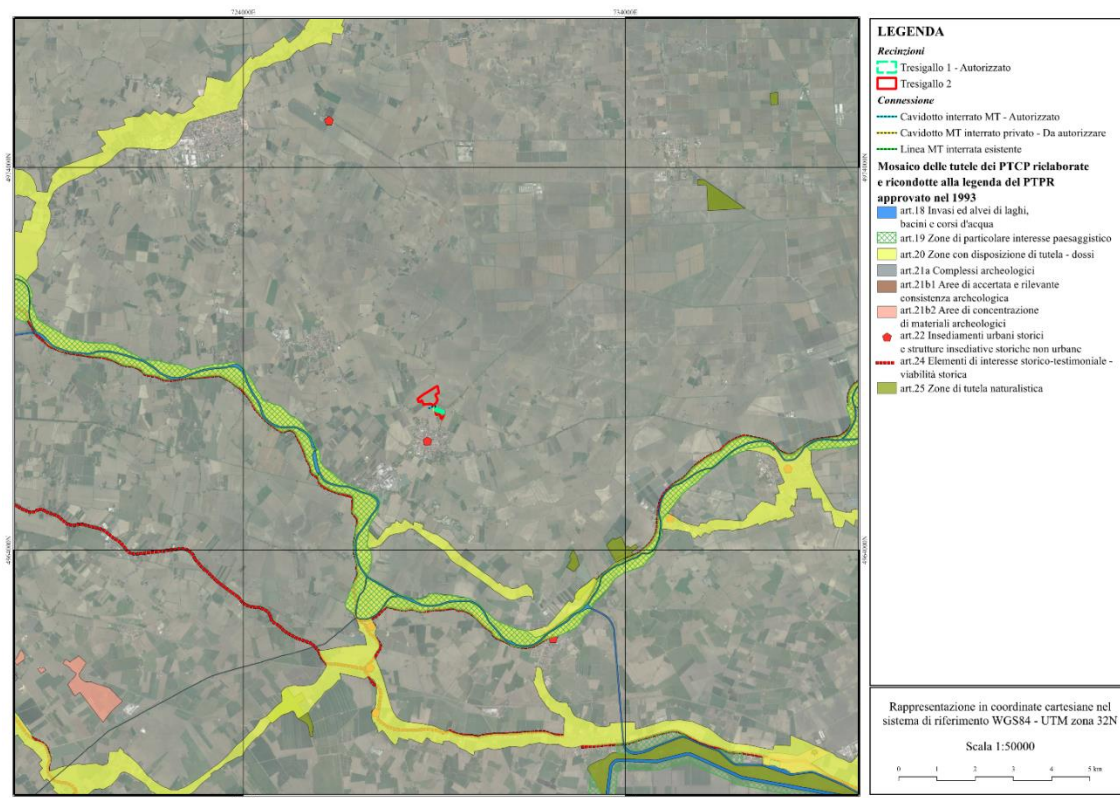 724000E
734000E
4974000N
4974000N
4964000N
4964000N
LEGENDA
Recinzioni
Tresigallo 1 - Autorizzato
Tresigallo 2
Connessione
Cavidotto interrato MT - Autorizzato
Cavidotto MT interrato privato - Da autorizzare
Linea MT interrata esistente
Mosaico delle tutele dei PTCP rielaborate
e ricondotte alla legenda del PTPR
approvato nel 1993
art.18 Invasi ed alvei di laghi,
bacini e corsi d'acqua
art.19 Zone di particolare interesse paesaggistico
art.20 Zone con disposizione di tutela - dossi
art.21a Complessi archeologici
art.21b1 Aree di accertata e rilevante
consistenza archeologica
art.21b2 Aree di concentrazione
di materiali archeologici
art.22 Insediamenti urbani storici
e strutture insediative storiche non urbane
art.24 Elementi di interesse storico-testimoniale -
viabilità storica
art.25 Zone di tutela naturalistica
Rappresentazione in coordinate cartesiane nel
sistema di riferimento WGS84 - UTM zona 32N
Scala 1:50000
0 1 2 3 4 5 km